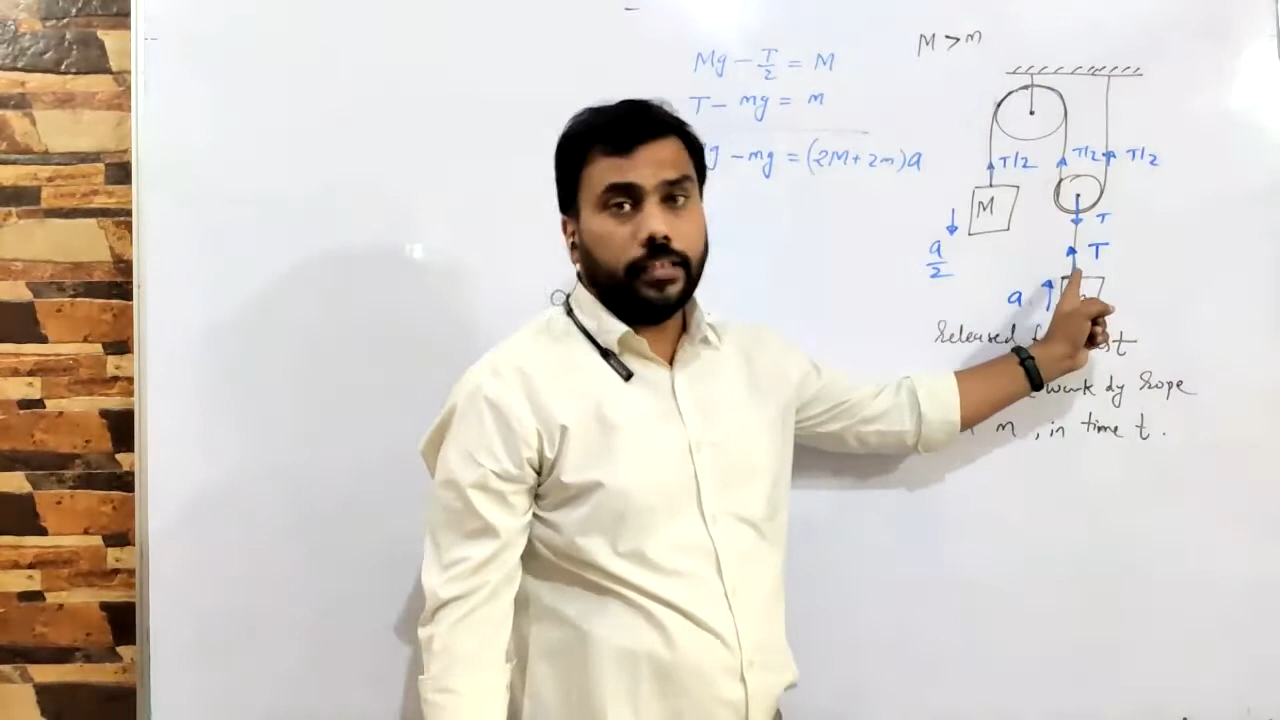 M > m
Mg - T/2 = M
T - mg = m
g - mg = (2M + 2m) a
T/2 T/2 T/2
M
T
a/2
T
a
Released
work by rope
m, in time t.